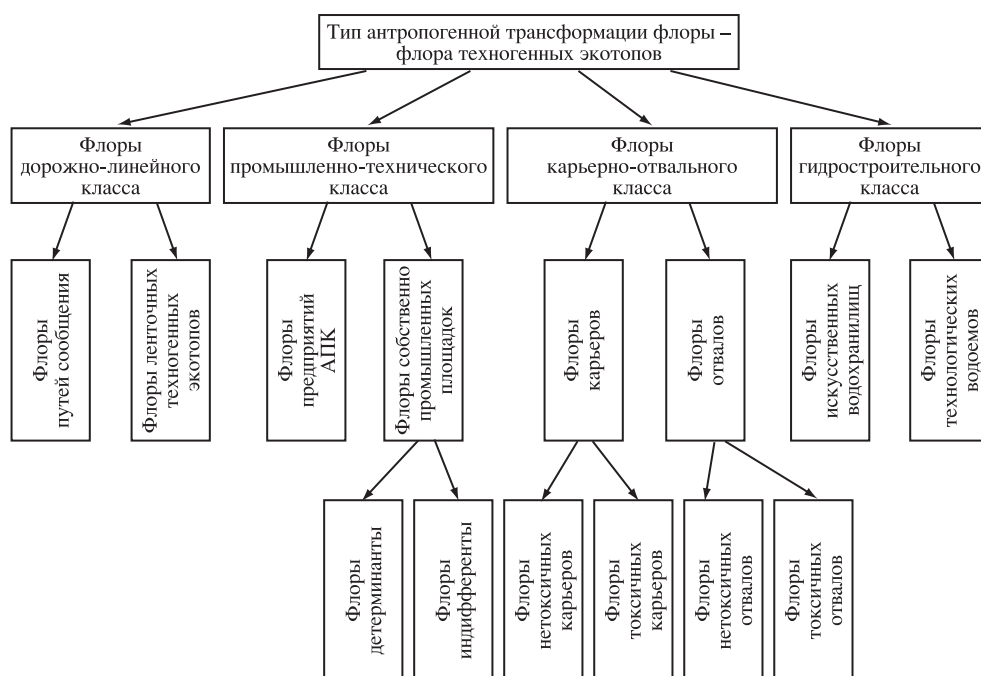 Тип антропогенной трансформации флоры –
флора техногенных экотопов
Флоры
дорожно-линейного
класса
Флоры
промышленно-технического
класса
Флоры
карьерно-отвального
класса
Флоры
гидростроительного
класса
Флоры
путей сообщения
Флоры ленточных
техногенных
экотопов
Флоры
предприятий
АПК
Флоры собственно
промышленных
площадок
Флоры
карьеров
Флоры
отвалов
Флоры
искусственных
водохранилищ
Флоры
технологических
водоемов
Флоры
детерминанты
Флоры
индифференты
Флоры
нетоксичных
карьеров
Флоры
токсичных
карьеров
Флоры
нетоксичных
отвалов
Флоры
токсичных
отвалов